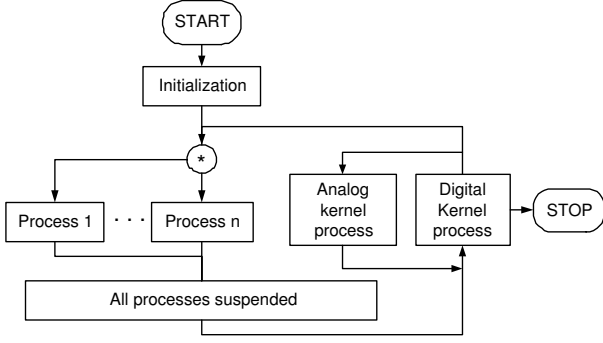 START
Initialization
*
Process 1
. . .
Process n
Analog
kernel
process
Digital
Kernel
process
STOP
All processes suspended